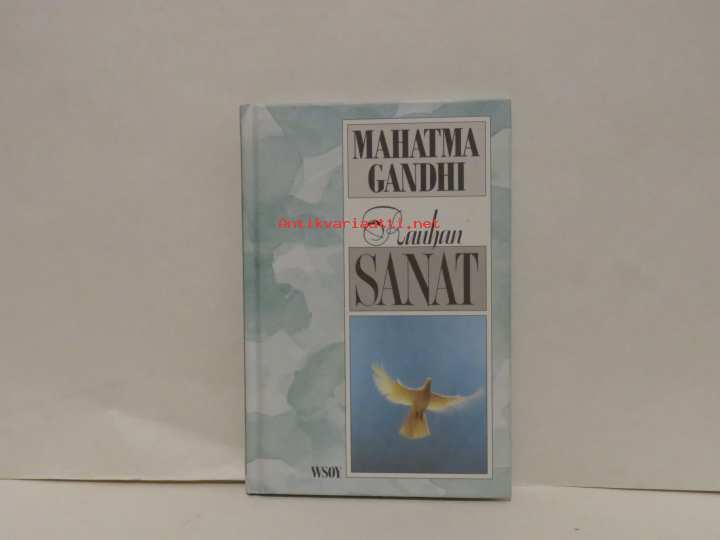 MAHATMA
GANDHI
Antikvariaatti.net
Rauhan
SANAT
WSOY